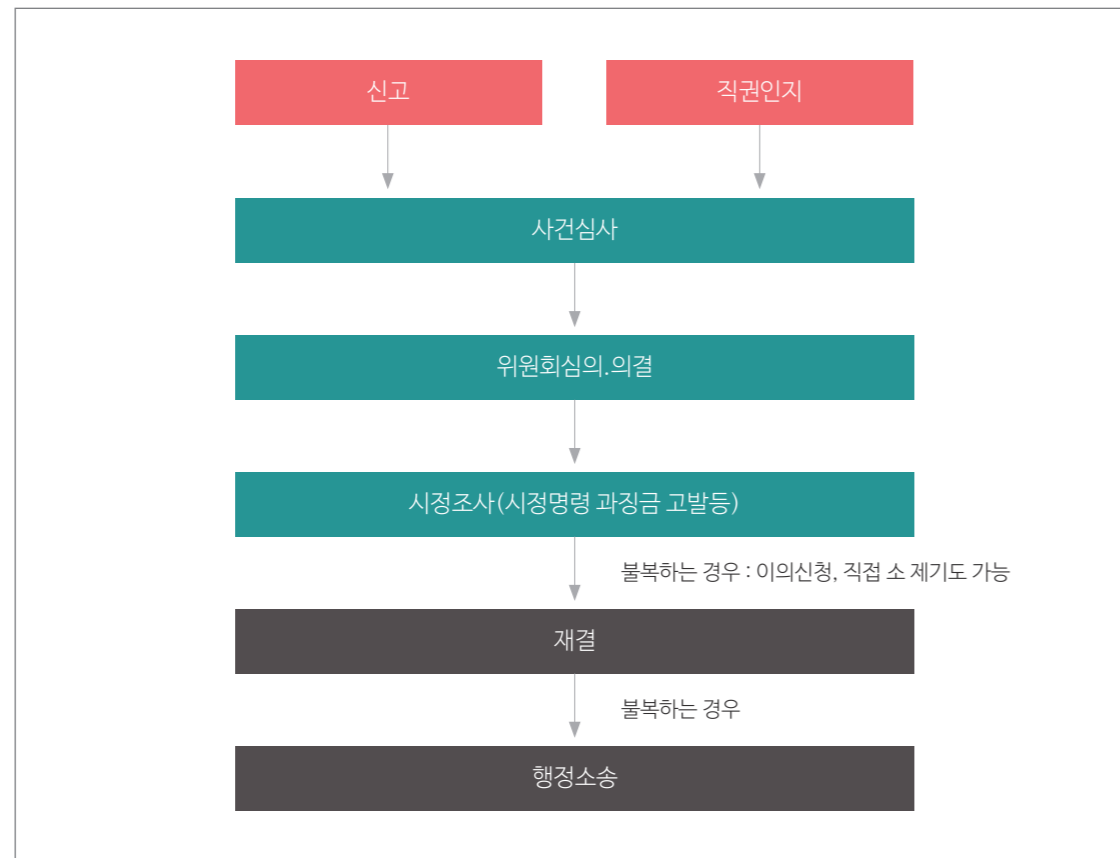 신고
직권인지
사건심사
위원회심의.의결
시정조사(시정명령 과징금 고발등)
불복하는 경우 : 이의신청, 직접 소 제기도 가능
재결
불복하는 경우
행정소송